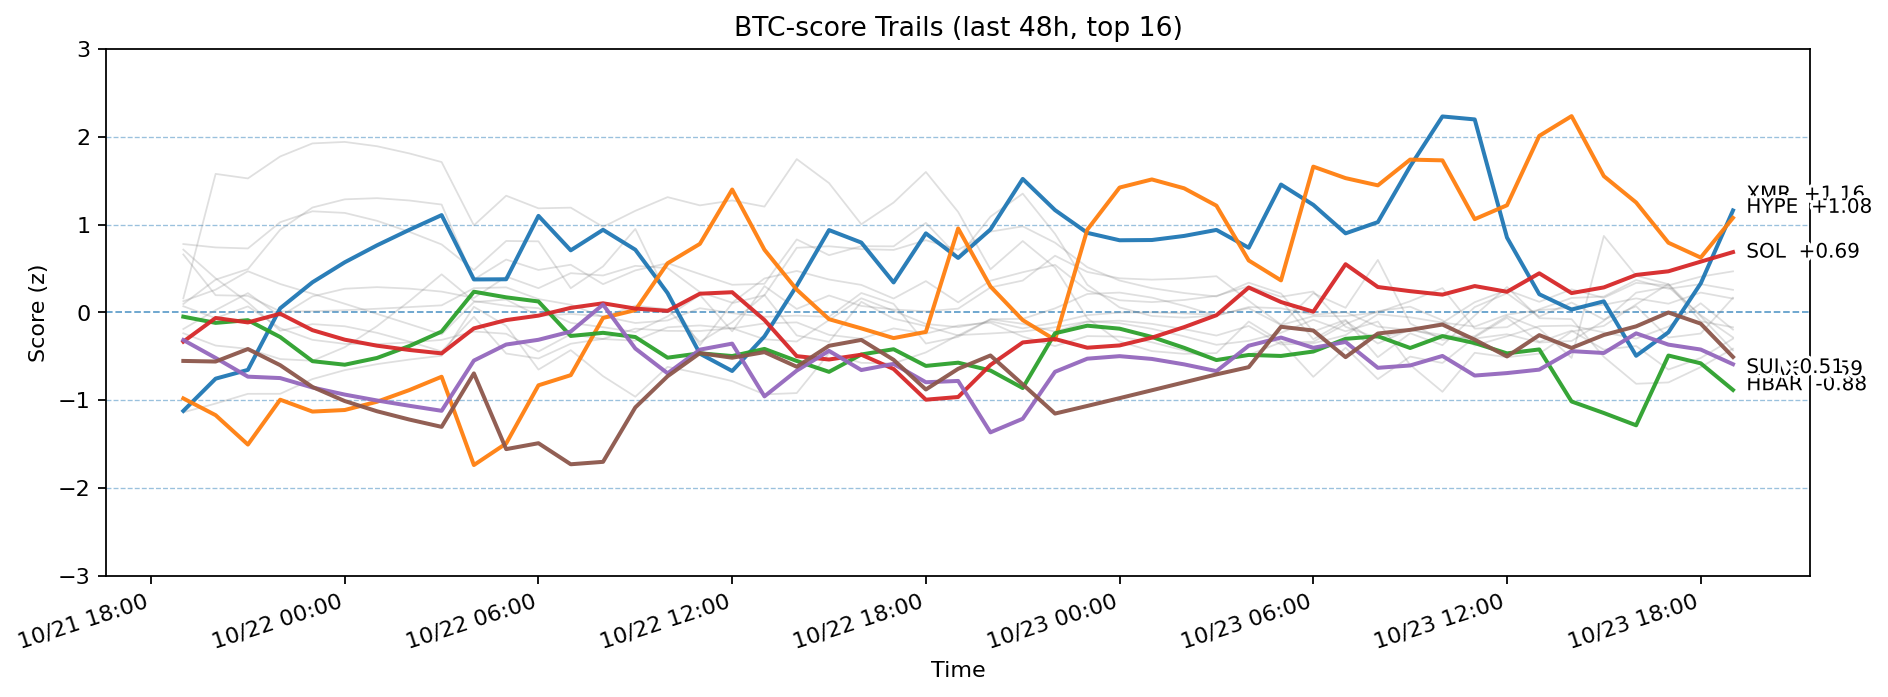 BTC-score Trails (last 48h, top 16)
Score (z)
3
2
1
0
−1
−2
−3
XMR +1.16
HYPE +1.08
SOL +0.69
SUI -0.51
HBAR -0.88
10/21 18:00
10/22 00:00
10/22 06:00
10/22 12:00
10/22 18:00
10/23 00:00
10/23 06:00
10/23 12:00
10/23 18:00
Time